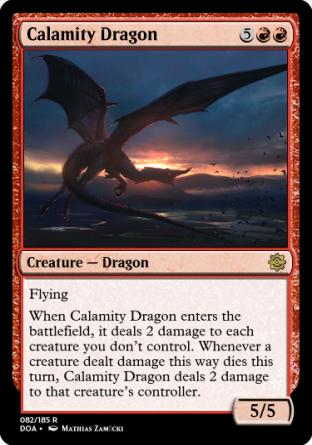 Calamity Dragon 5
Creature — Dragon
Flying
When Calamity Dragon enters the
battlefield, it deals 2 damage to each
creature you don't control. Whenever a
creature dealt damage this way dies this
turn, Calamity Dragon deals 2 damage
to that creature's controller.
5/5
082/185 R
DOA • Mathias Zamęcki